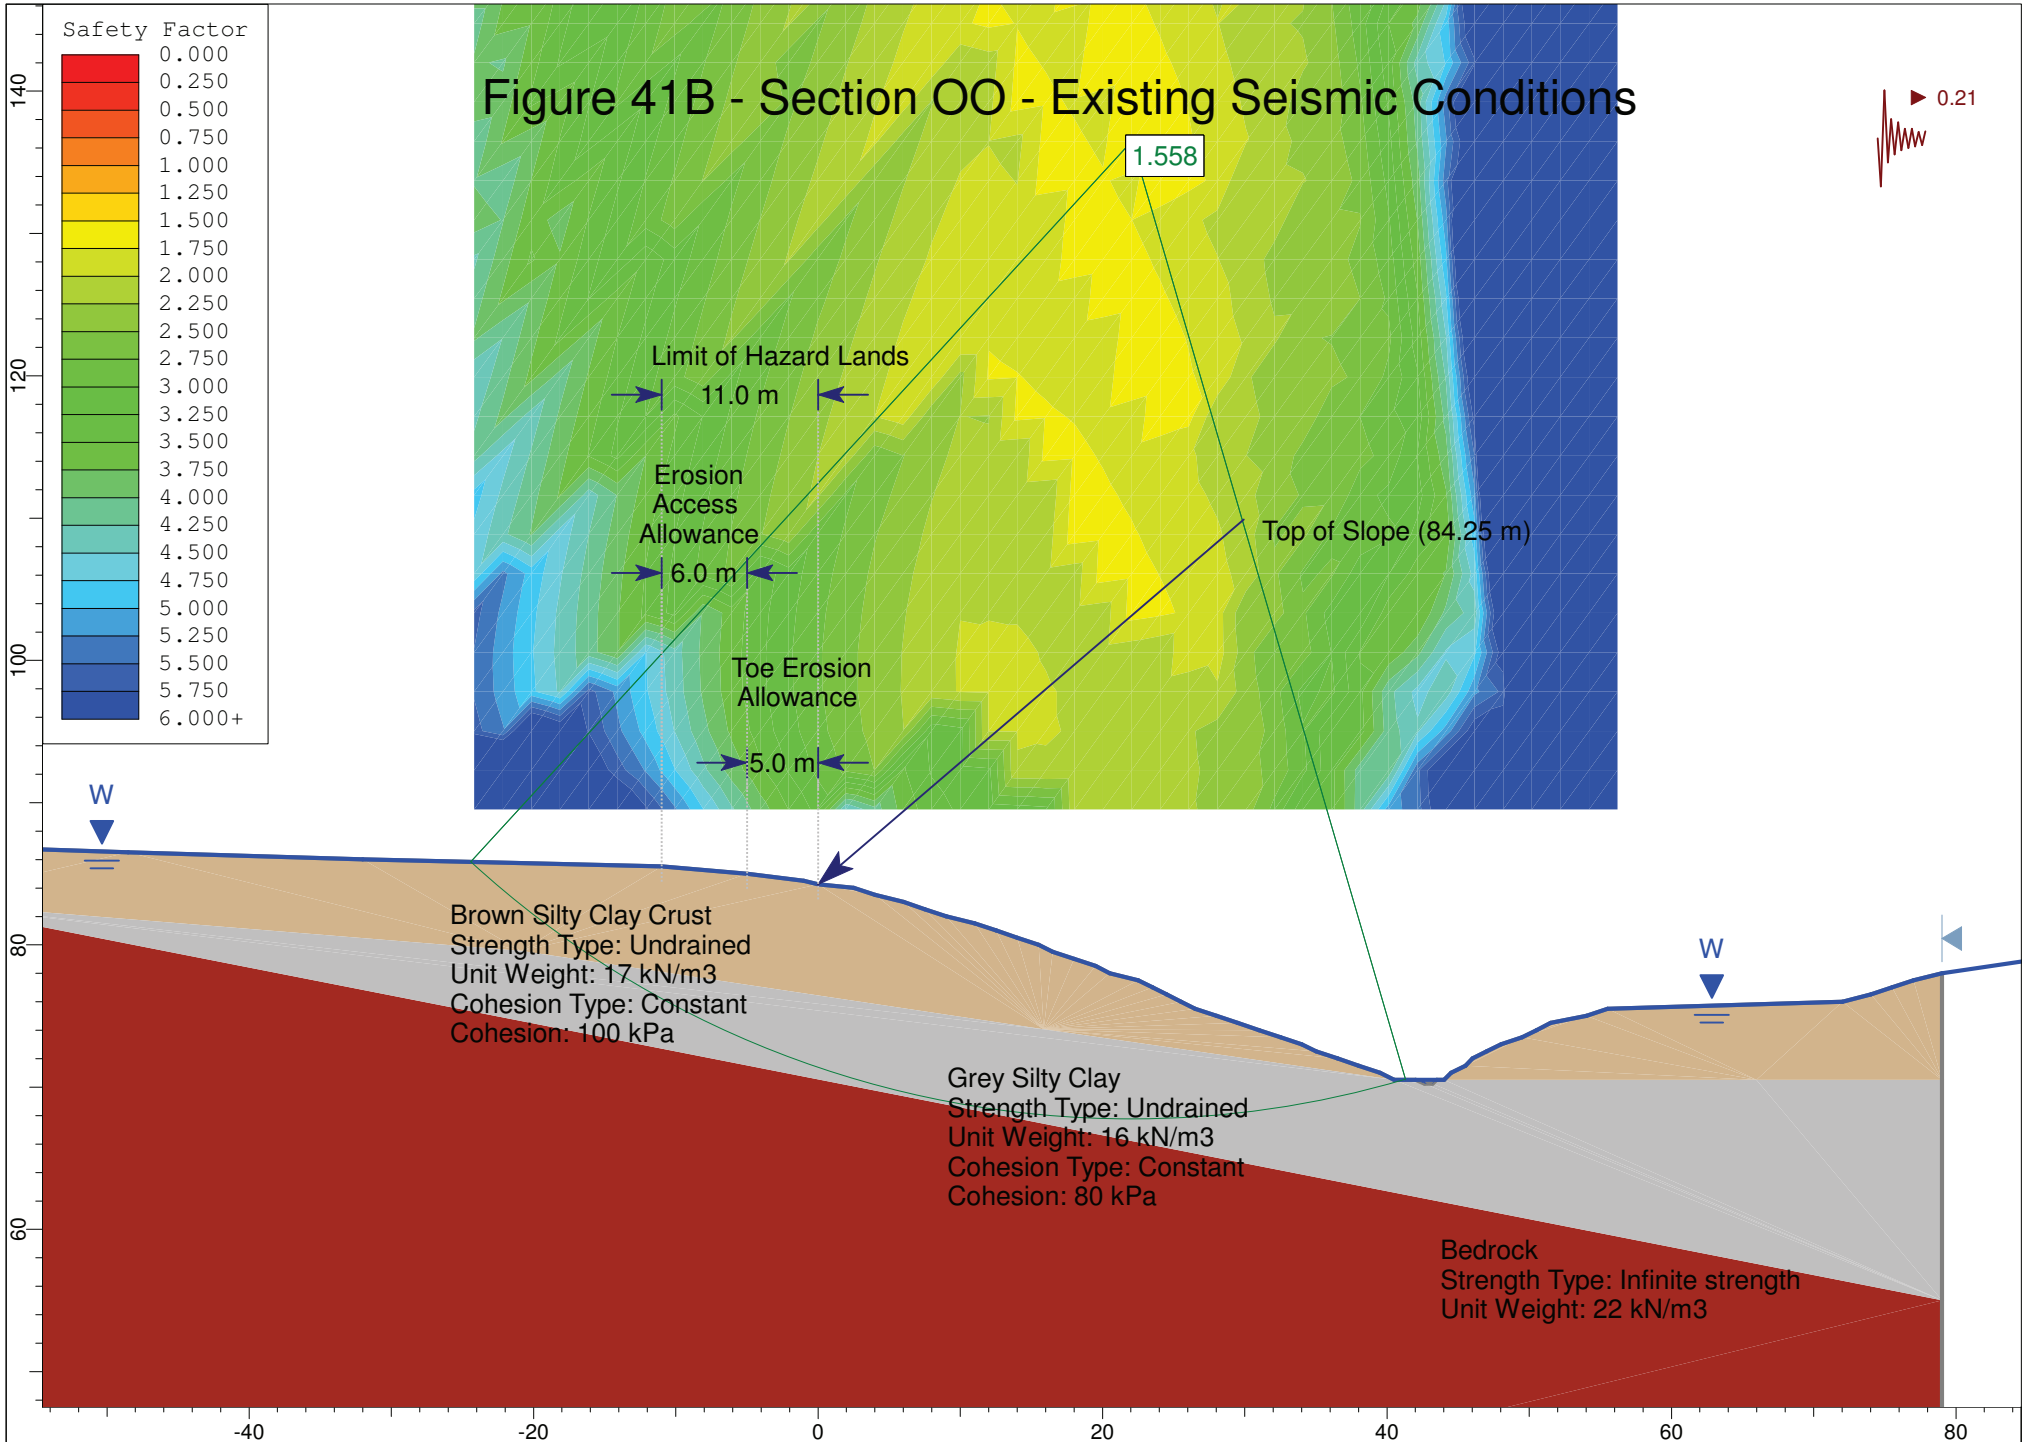 Safety Factor
0.000
0.250
0.500
0.750
1.000
1.250
1.500
1.750
2.000
2.250
2.500
2.750
3.000
3.250
3.500
3.750
4.000
4.250
4.500
4.750
5.000
5.250
5.500
5.750
6.000+
Figure 41B - Section OO - Existing Seismic Conditions
0.21
1.558
Limit of Hazard Lands
11.0 m
Erosion
Access
Allowance
6.0 m
Top of Slope (84.25 m)
Toe Erosion
Allowance
5.0 m
W
W
Brown Silty Clay Crust
Strength Type: Undrained
Unit Weight: 17 kN/m3
Cohesion Type: Constant
Cohesion: 100 kPa
Grey Silty Clay
Strength Type: Undrained
Unit Weight: 16 kN/m3
Cohesion Type: Constant
Cohesion: 80 kPa
Bedrock
Strength Type: Infinite strength
Unit Weight: 22 kN/m3
140
120
100
80
60
-40
-20
0
20
40
60
80